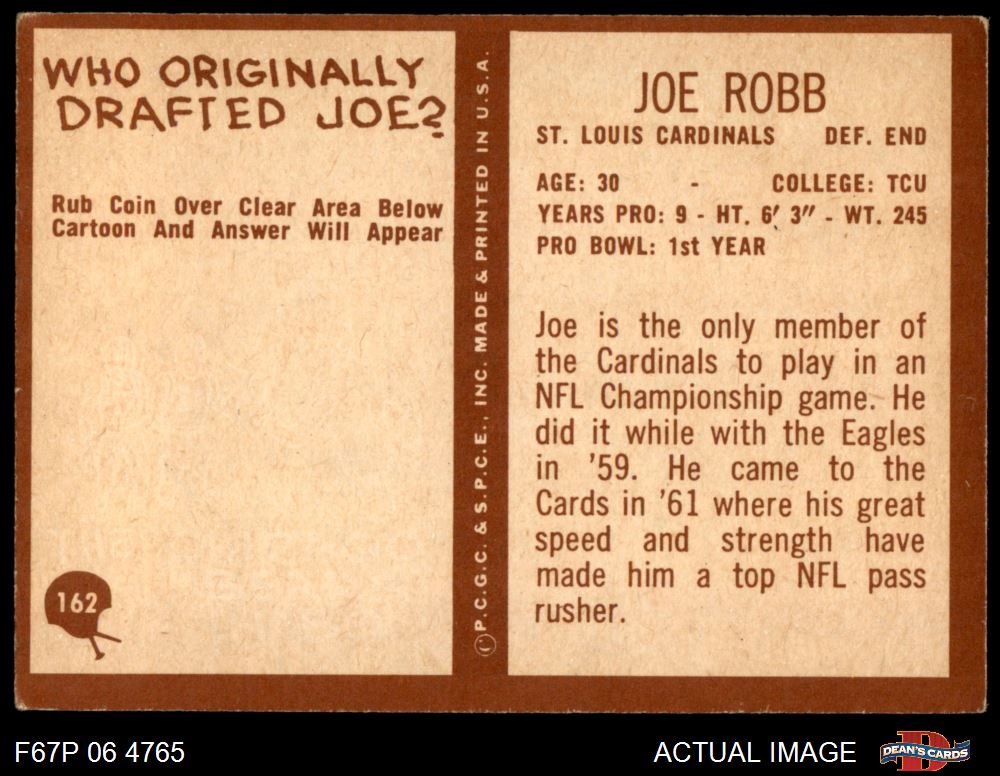 WHO ORIGINALLY
DRAFTED JOE?
Rub Coin Over Clear Area Below
Cartoon And Answer Will Appear
162
© P.C.G.C. & S.P.C.E., INC. MADE & PRINTED IN U.S.A.
JOE ROBB
ST. LOUIS CARDINALS DEF. END
AGE: 30 - COLLEGE: TCU
YEARS PRO: 9 - HT. 6′ 3″ - WT. 245
PRO BOWL: 1st YEAR
Joe is the only member of
the Cardinals to play in an
NFL Championship game. He
did it while with the Eagles
in '59. He came to the
Cards in '61 where his great
speed and strength have
made him a top NFL pass
rusher.
F67P 06 4765
ACTUAL IMAGE
D
DEAN'S CARDS